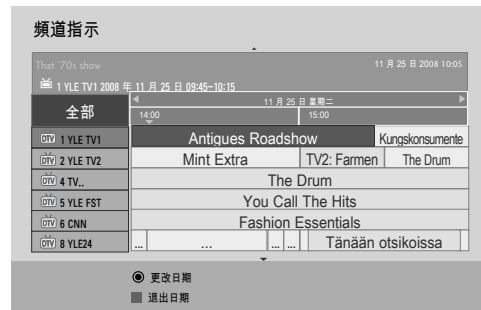 頻道指示
That '70s show
11 月 25 日 2008 10:05
1 YLE TV1 2008 年 11 月 25 日 09:45~10:15
全部
11 月 25 日 星期二
14:00 15:00
DTV 1 YLE TV1 Antigues Roadshow Kungskonsumente
DTV 2 YLE TV2 Mint Extra TV2: Farmen The Drum
DTV 4 TV.. The Drum
DTV 5 YLE FST You Call The Hits
DTV 6 CNN Fashion Essentials
DTV 8 YLE24 ... ... ... ... Tänään otsikoissa
更改日期
退出日期